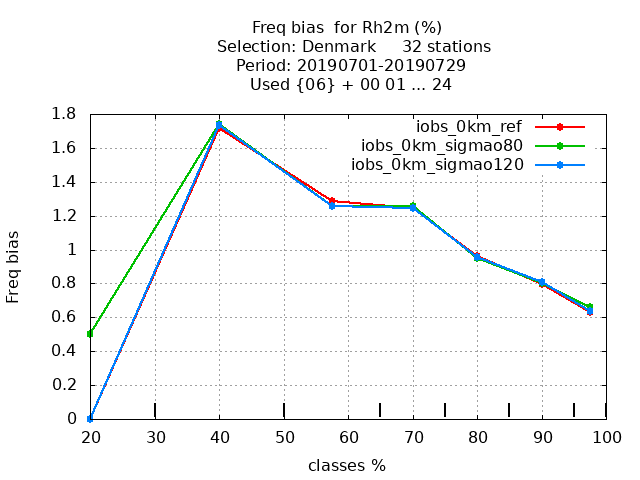 Freq bias  for Rh2m (%)
Selection: Denmark     32 stations
Period: 20190701-20190729
Used {06} + 00 01 ... 24
iobs_0km_ref
iobs_0km_sigmao80
iobs_0km_sigmao120
Freq bias
1.8
1.6
1.4
1.2
1
0.8
0.6
0.4
0.2
0
20 30 40 50 60 70 80 90 100
classes %